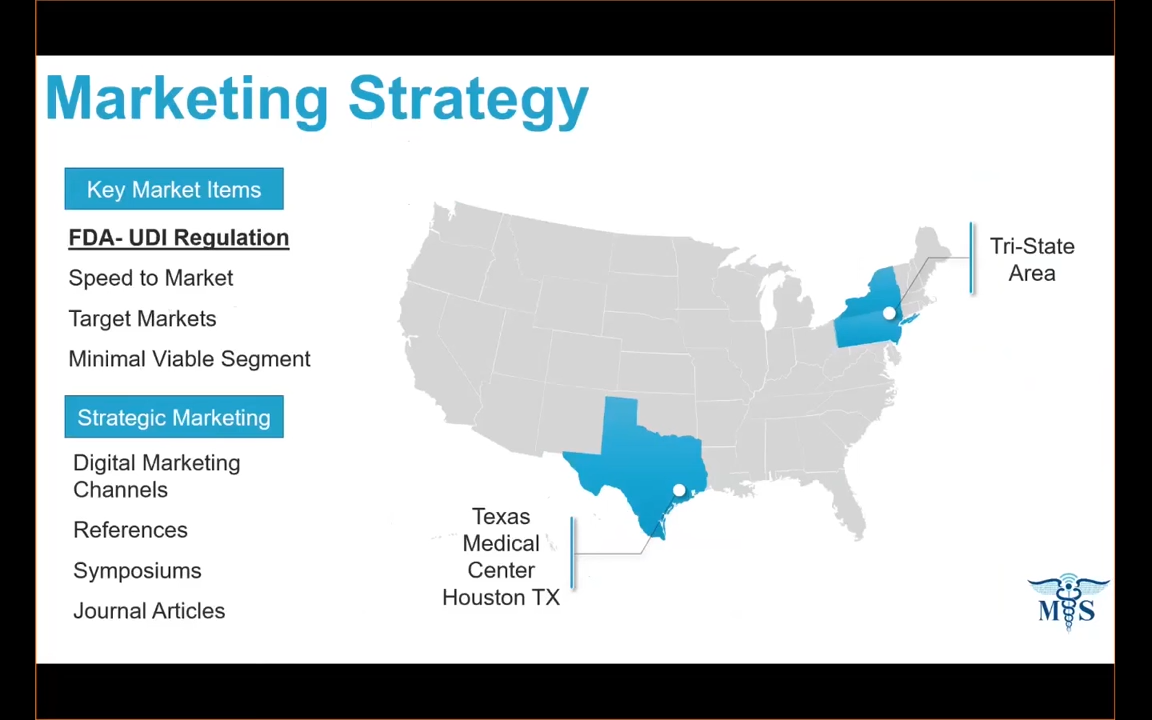 Marketing Strategy
Key Market Items
FDA- UDI Regulation
Speed to Market
Target Markets
Minimal Viable Segment
Strategic Marketing
Digital Marketing
Channels
References
Symposiums
Journal Articles
Tri-State
Area
Texas
Medical
Center
Houston TX
M S